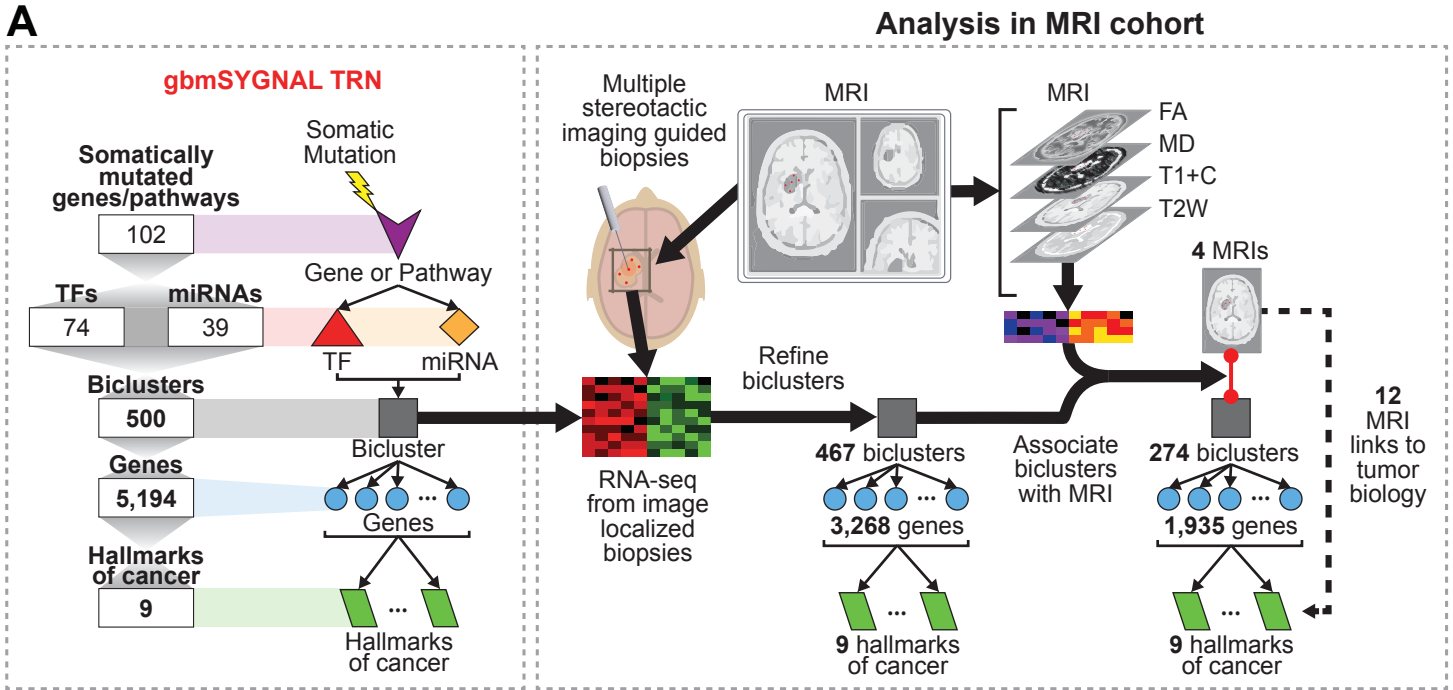 A
Analysis in MRI cohort
gbmSYGNAL TRN
Somatic
Mutation
Somatically
mutated
genes/pathways
102
Gene or Pathway
TFs
miRNAs
74
39
TF
miRNA
Biclusters
500
Bicluster
Genes
5,194
...
Genes
Hallmarks
of cancer
9
...
Hallmarks
of cancer
Multiple
stereotactic
imaging guided
biopsies
MRI
MRI
FA
MD
T1+C
T2W
4 MRIs
RNA-seq
from image
localized
biopsies
Refine
biclusters
467 biclusters
...
3,268 genes
...
9 hallmarks
of cancer
Associate
biclusters
with MRI
274 biclusters
...
1,935 genes
...
9 hallmarks
of cancer
12
MRI
links to
tumor
biology